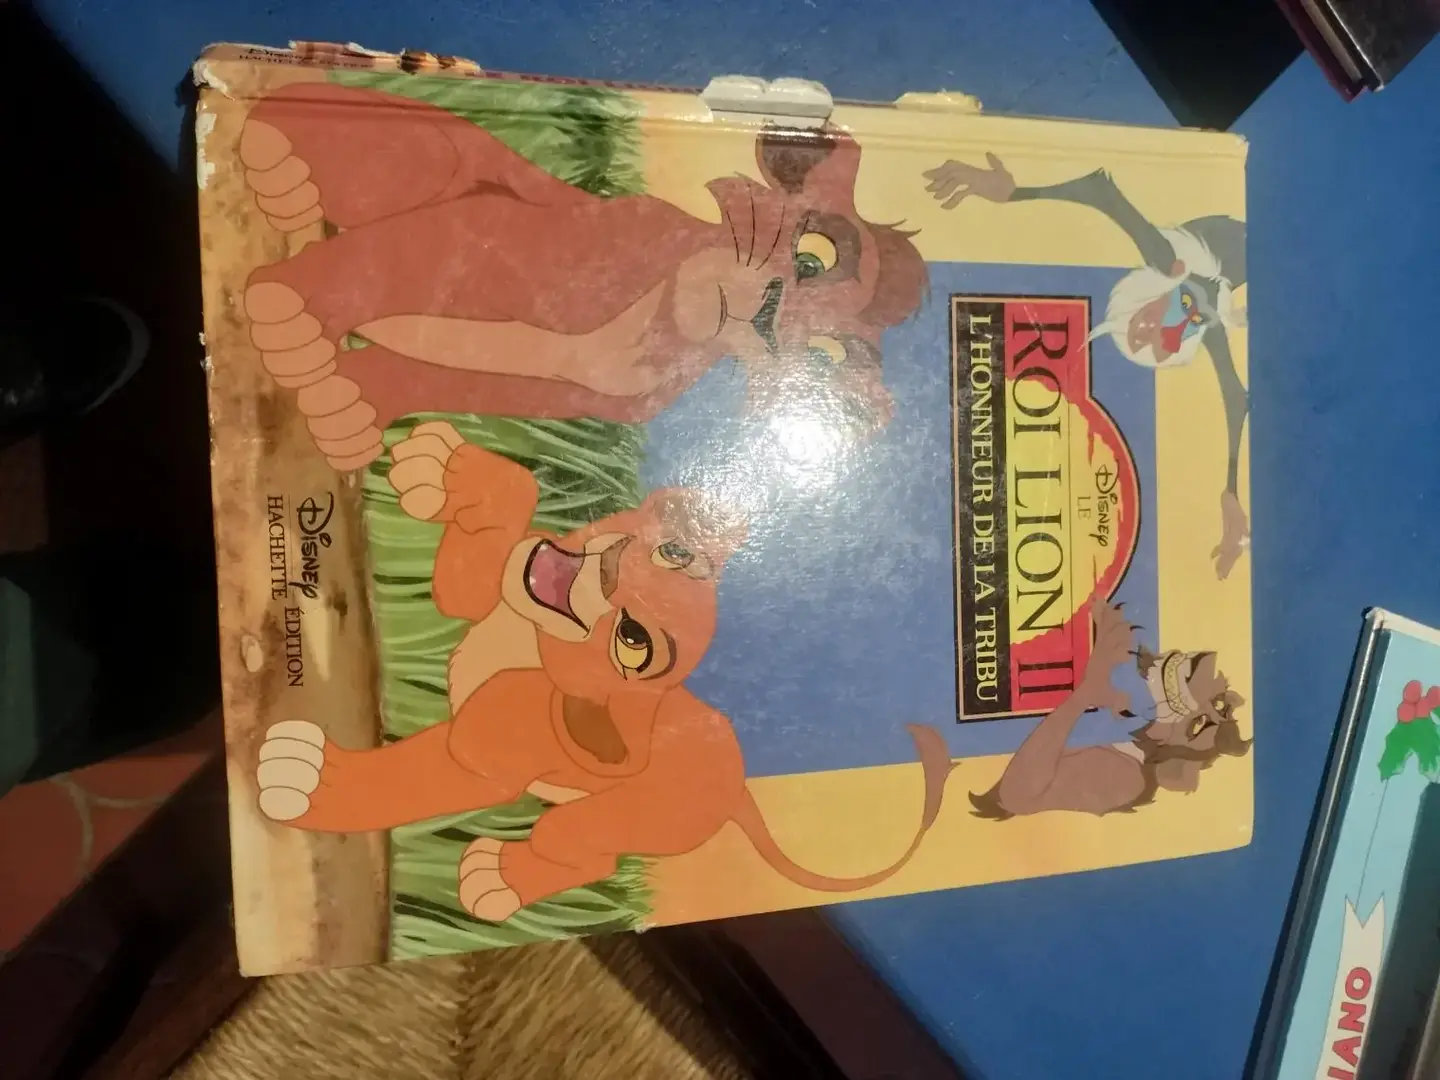 DISNEY
LE
ROI LION II
L'HONNEUR DE LA TRIBU
DISNEY
HACHETTE ÉDITION
IANO